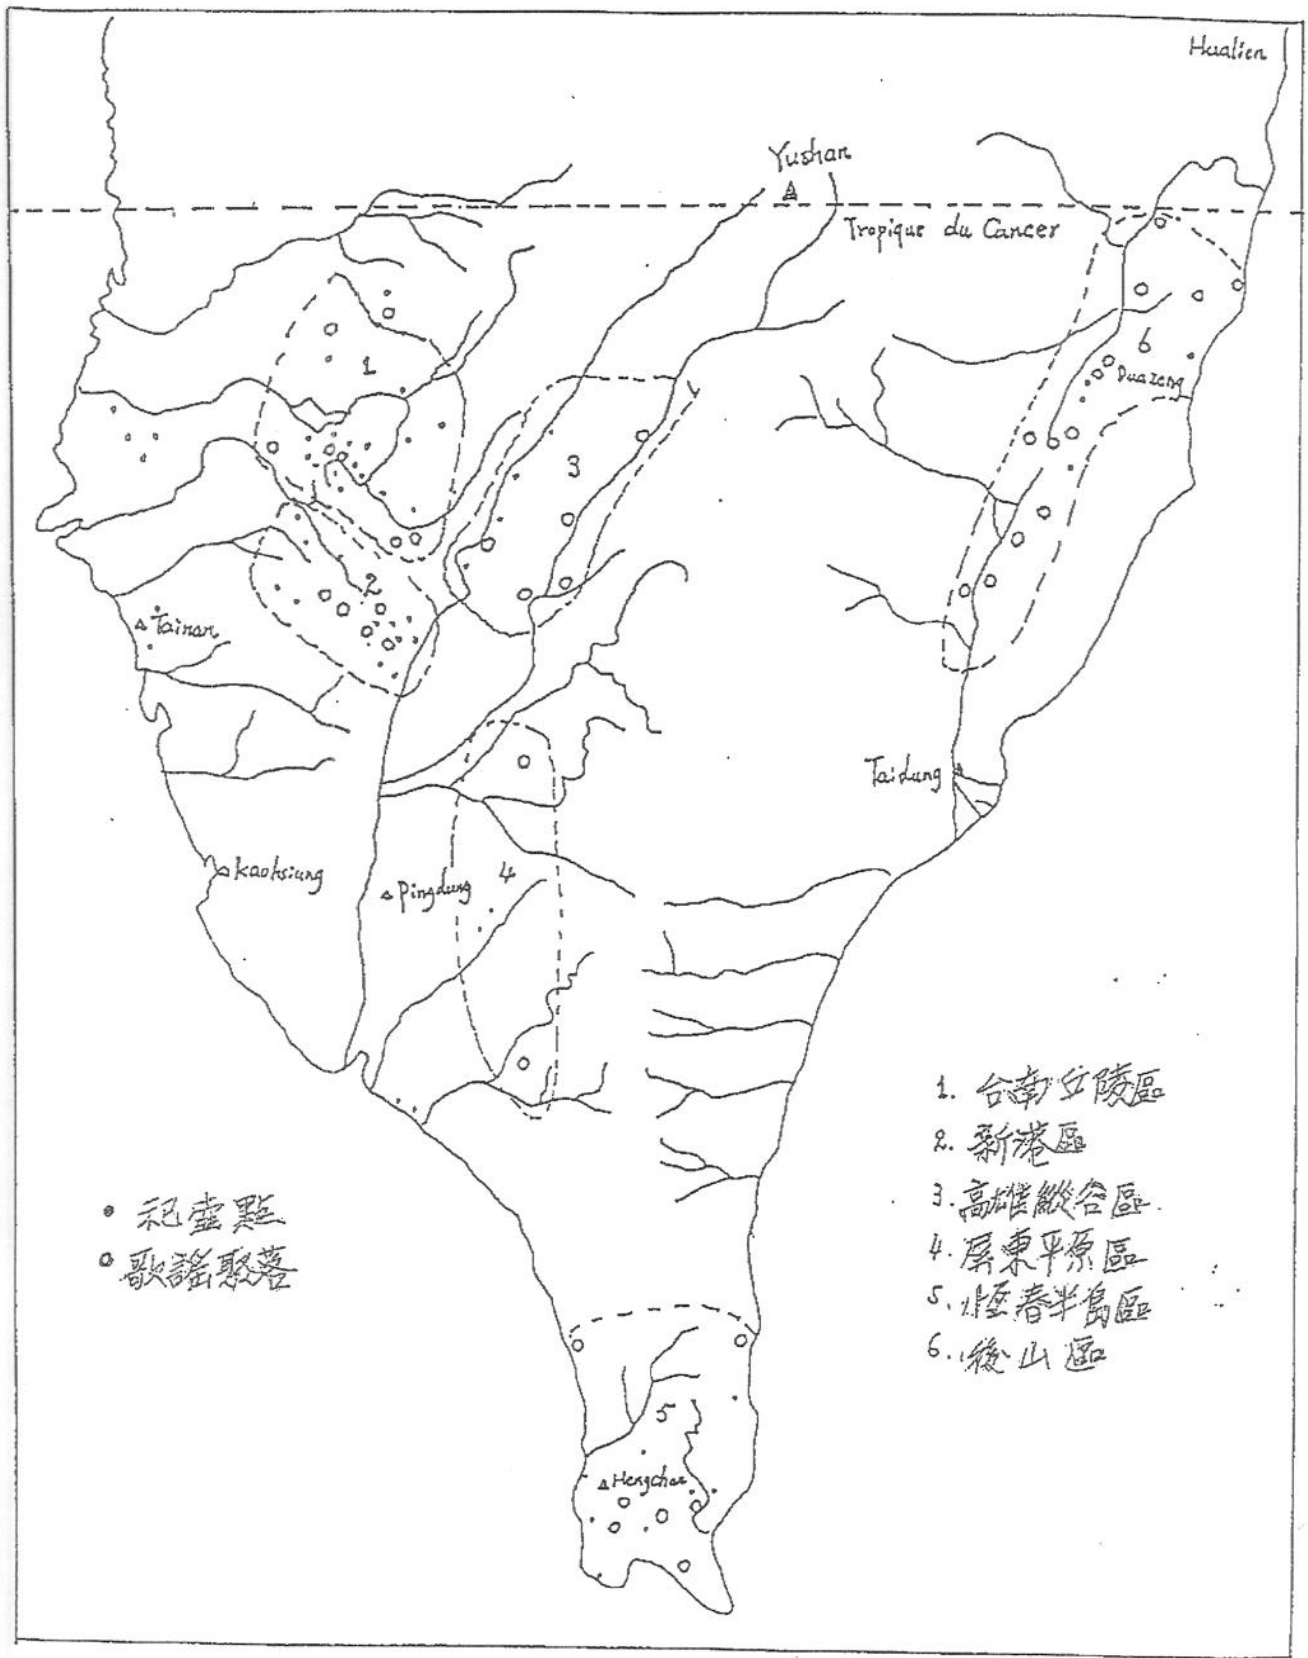 Hualien
Yushan
Tropique du Cancer
1
6
Duazeng
3
2
Tainan
Taidung
Kaohsiung
Pingdung
4
1. 台南丘陵區
2. 新港區
3. 高雄縱谷區
4. 屏東平原區
5. 恆春半島區
6. 後山區
祀壺點
歌謠聚落
5
Hengchun